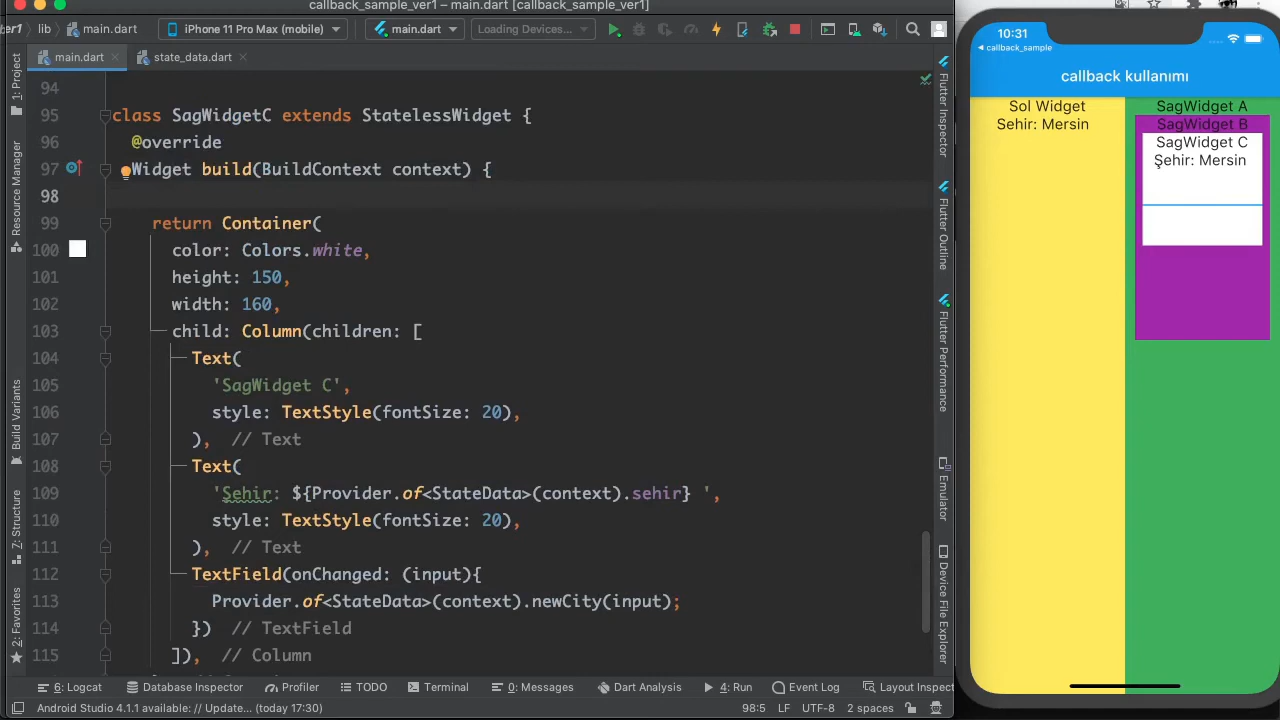 callback_sample_ver1 – main.dart [callback_sample_ver1]
er1 lib main.dart iPhone 11 Pro Max (mobile) main.dart Loading Devices...
main.dart state_data.dart
1: Project
Resource Manager
Build Variants
7: Structure
2: Favorites
94
95 class SagWidgetC extends StatelessWidget {
96 @override
97 Widget build(BuildContext context) {
98
99 return Container(
100 color: Colors.white,
101 height: 150,
102 width: 160,
103 child: Column(children: [
104 Text(
105 'SagWidget C',
106 style: TextStyle(fontSize: 20),
107 ), // Text
108 Text(
109 'Şehir: ${Provider.of<StateData>(context).sehir} ',
110 style: TextStyle(fontSize: 20),
111 ), // Text
112 TextField(onChanged: (input){
113 Provider.of<StateData>(context).newCity(input);
114 }) // TextField
115 ]), // Column
Flutter Inspector
Flutter Outline
Flutter Performance
Emulator
Device File Explorer
6: Logcat Database Inspector Profiler TODO Terminal 0: Messages Dart Analysis 4: Run Event Log Layout Inspect
Android Studio 4.1.1 available: // Update... (today 17:30) 98:5 LF UTF-8 2 spaces
10:31
callback_sample
callback kullanımı
Sol Widget
Sehir: Mersin
SagWidget A
SagWidget B
SagWidget C
Şehir: Mersin